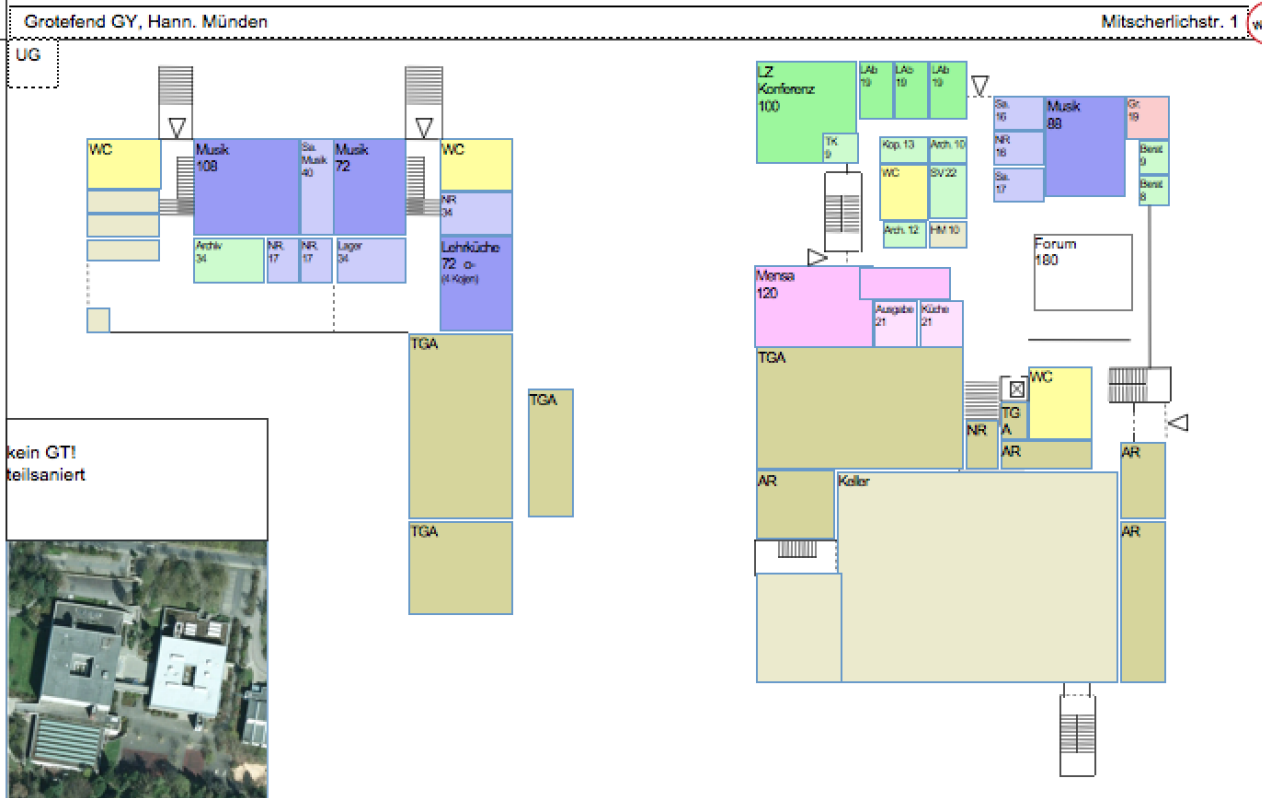 Grotefend GY, Hann. Münden
Mitscherlichstr. 1
w
UG
WC
Musik
108
Sa.
Musik
40
Musik
72
WC
NR
34
Archiv
34
NR.
17
NR.
17
Lager
34
Lehrküche
72
(4 Kojen)
TGA
TGA
TGA
kein GT!
teilsaniert
LZ
Konferenz
100
LAb
19
LAb
19
LAb
19
TK
9
Kop. 13
Arch. 10
WC
SV 22
Arch. 12
HM 10
Sa.
16
NR
16
Sa.
17
Musik
88
Gr.
19
Berat
9
Berat
8
Forum
180
Mensa
120
Ausgabe
21
Küche
21
TGA
WC
TG
A
NR
AR
AR
AR
Keller
AR